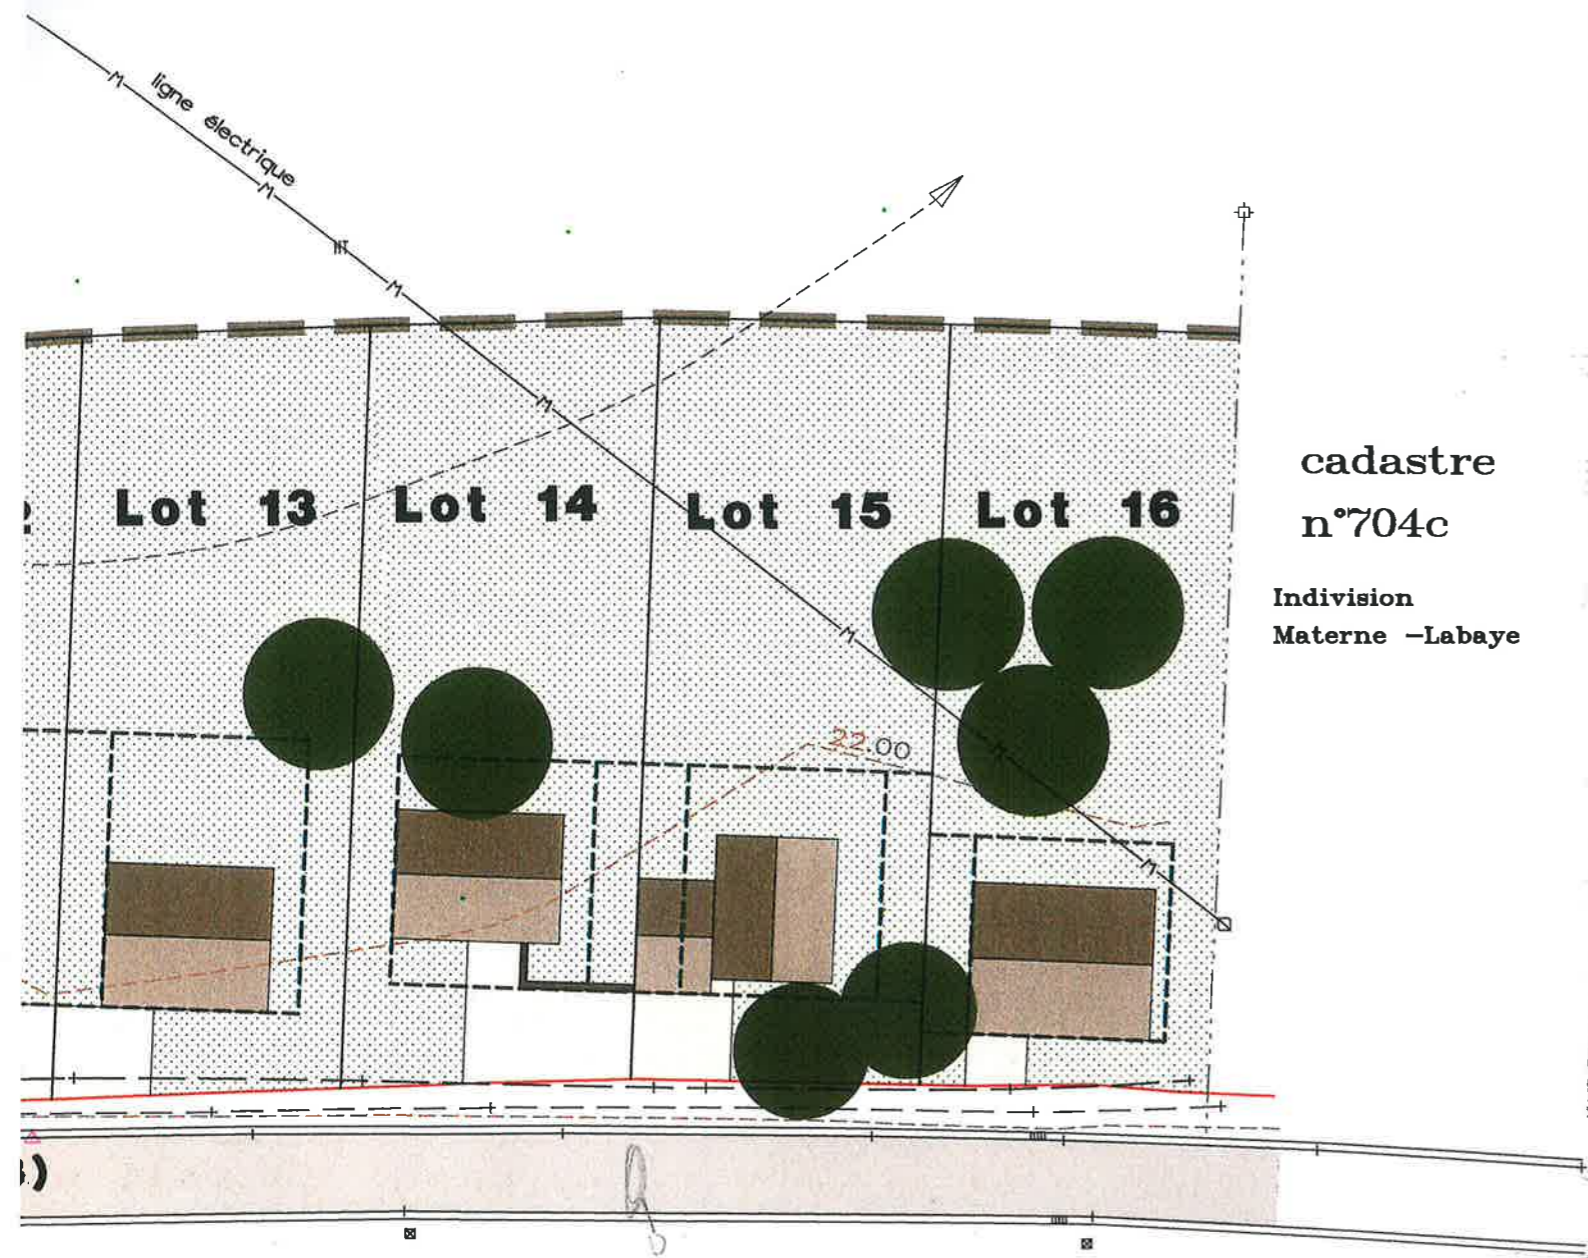 ligne électrique
Lot 13
Lot 14
Lot 15
Lot 16
cadastre
n°704c
Indivision
Materne -Labaye
22.00